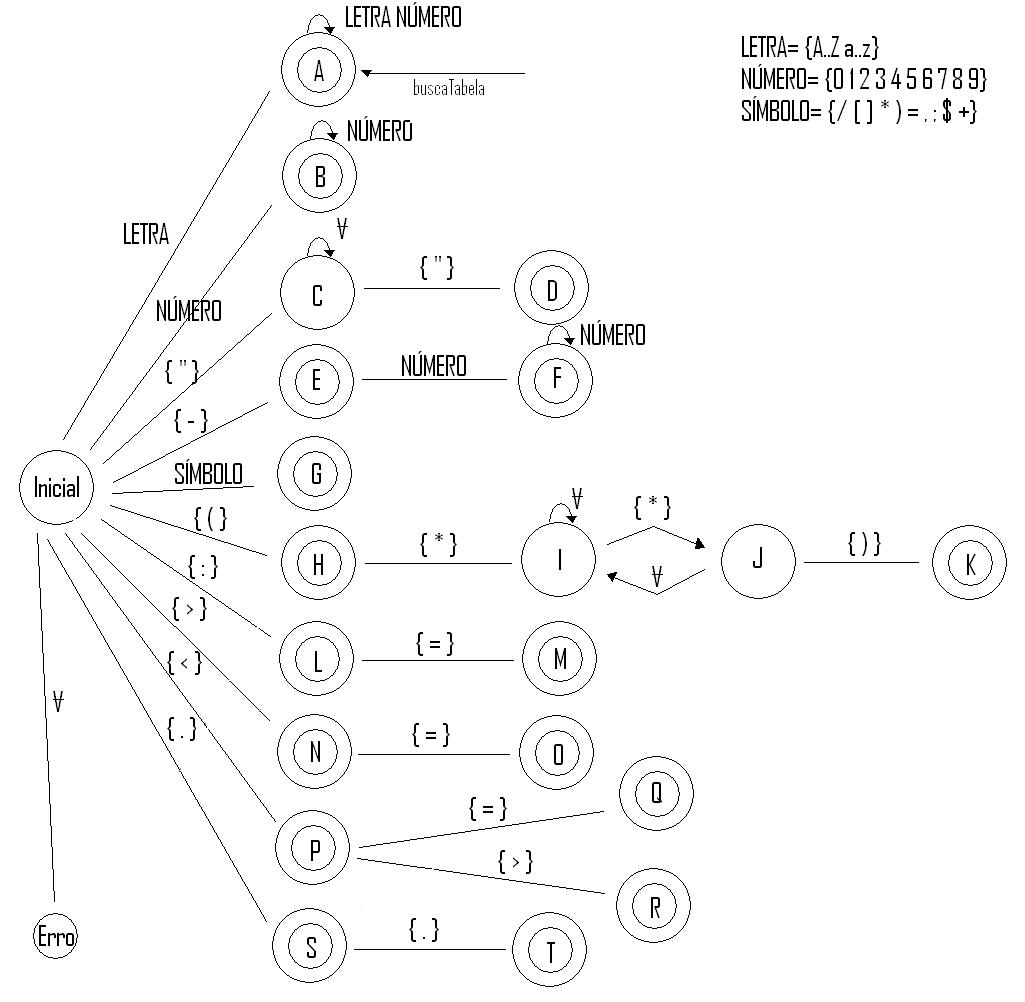 LETRA NÚMERO
LETRA= {A..Z a..z}
NÚMERO= {0 1 2 3 4 5 6 7 8 9}
SÍMBOLO= {/ [ ] * ) = , ; $ +}
A
buscaTabela
NÚMERO
B
LETRA
∀
C
{ " }
D
NÚMERO
{ " }
NÚMERO
E
NÚMERO
F
{ - }
SÍMBOLO
G
Inicial
{ ( }
H
{ * }
∀
I
{ * }
∀
J
{ ) }
K
{ : }
L
{ = }
M
{ > }
N
{ = }
O
{ < }
P
{ = }
Q
{ > }
R
{ . }
S
{ . }
T
∀
Erro